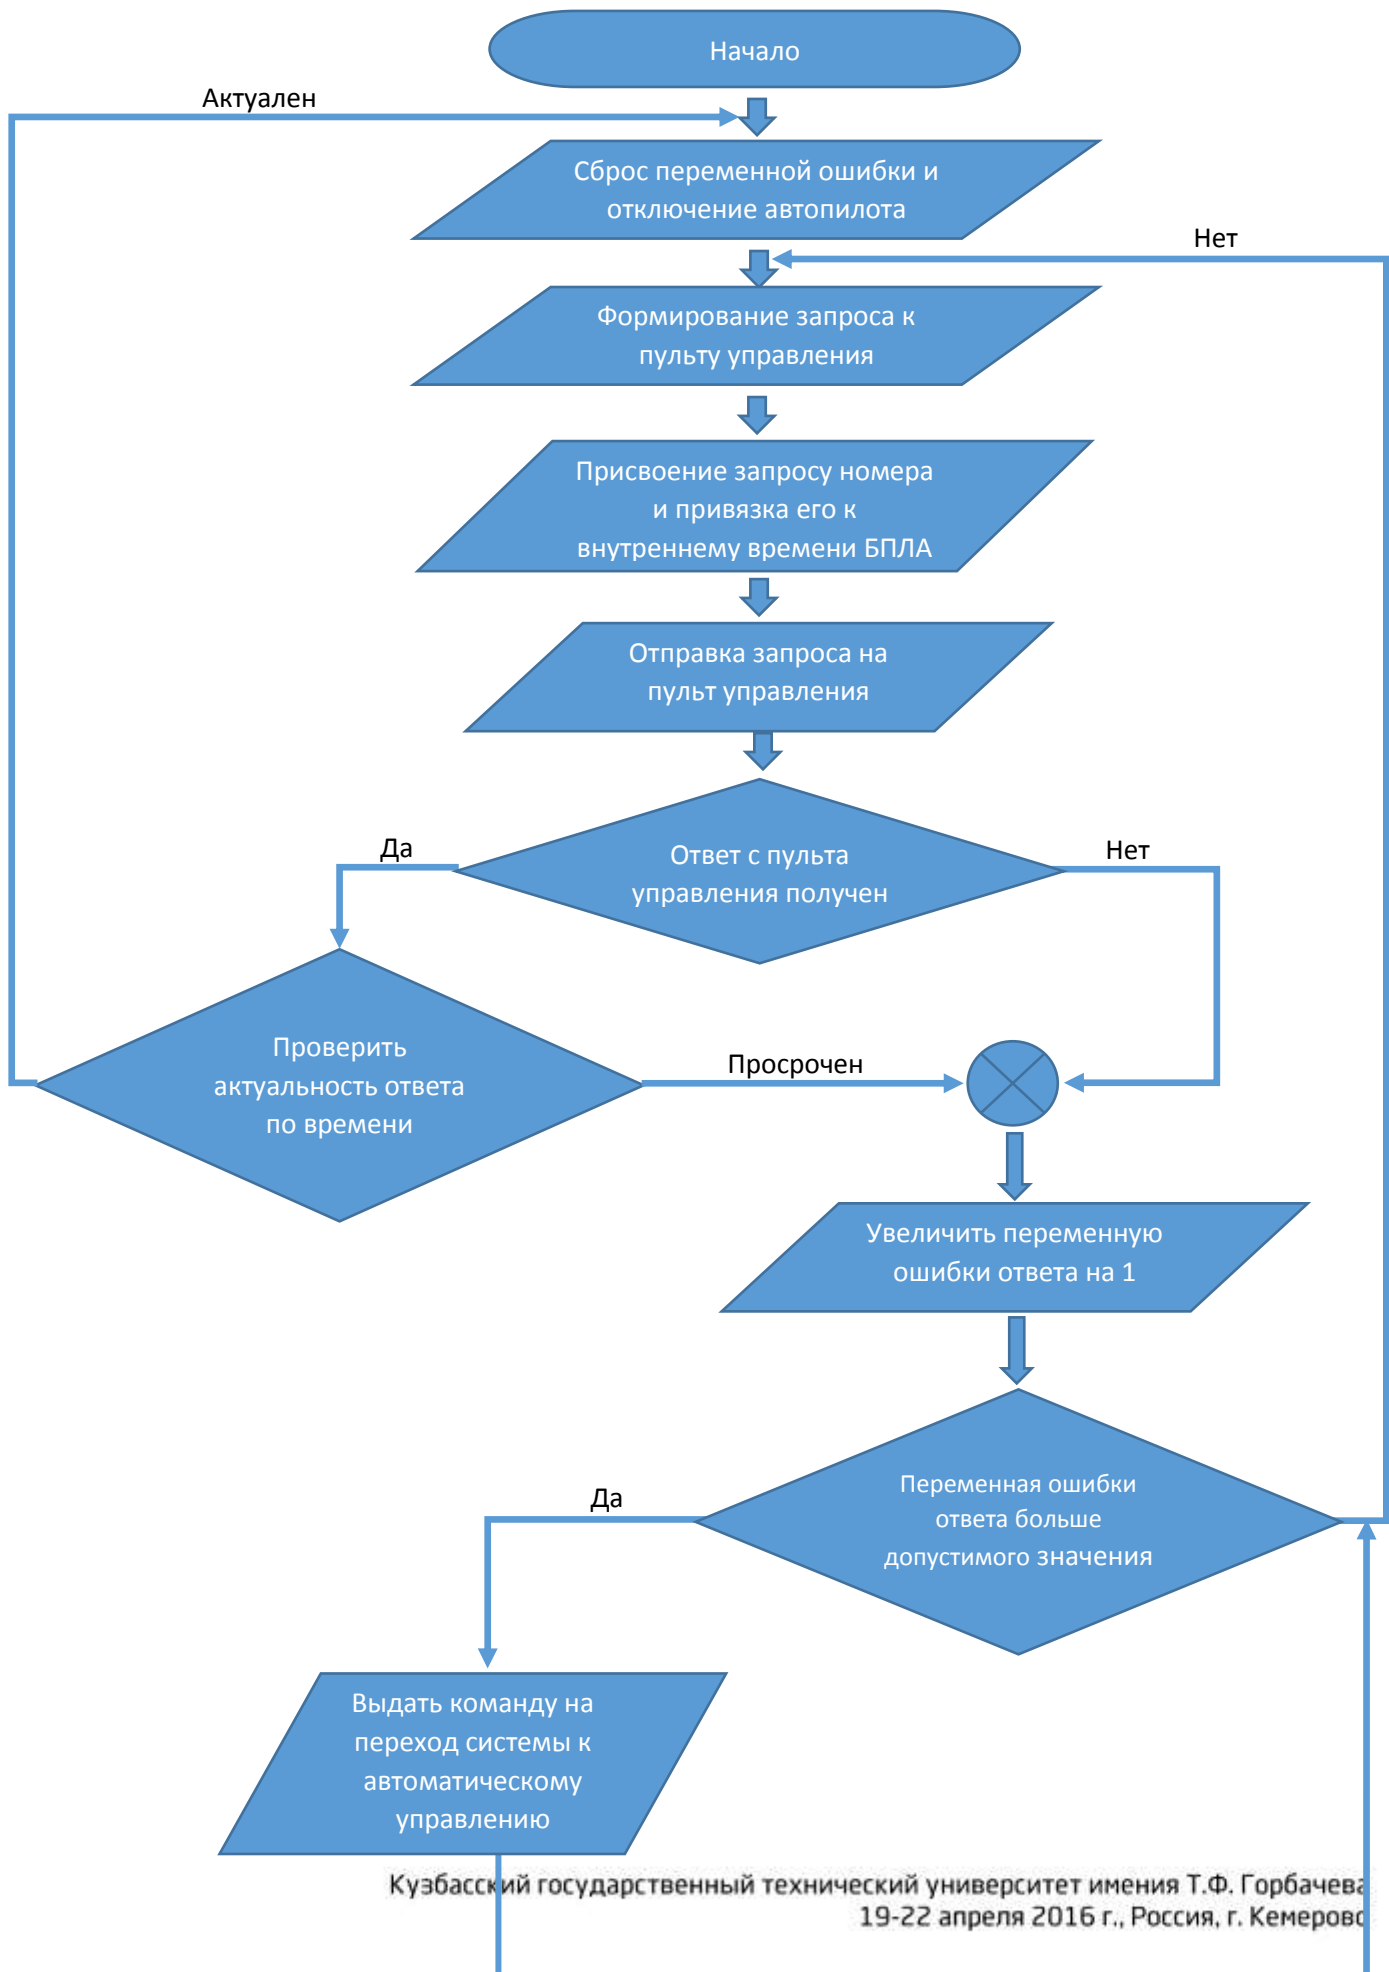 Начало
Актуален
Сброс переменной ошибки и
отключение автопилота
Нет
Формирование запроса к
пульту управления
Присвоение запросу номера
и привязка его к
внутреннему времени БПЛА
Отправка запроса на
пульт управления
Да
Ответ с пульта
управления получен
Нет
Проверить
актуальность ответа
по времени
Просрочен
Увеличить переменную
ошибки ответа на 1
Да
Переменная ошибки
ответа больше
допустимого значения
Выдать команду на
переход системы к
автоматическому
управлению
Кузбасский государственный технический университет имения Т.Ф. Горбачева
19-22 апреля 2016 г., Россия, г. Кемерово